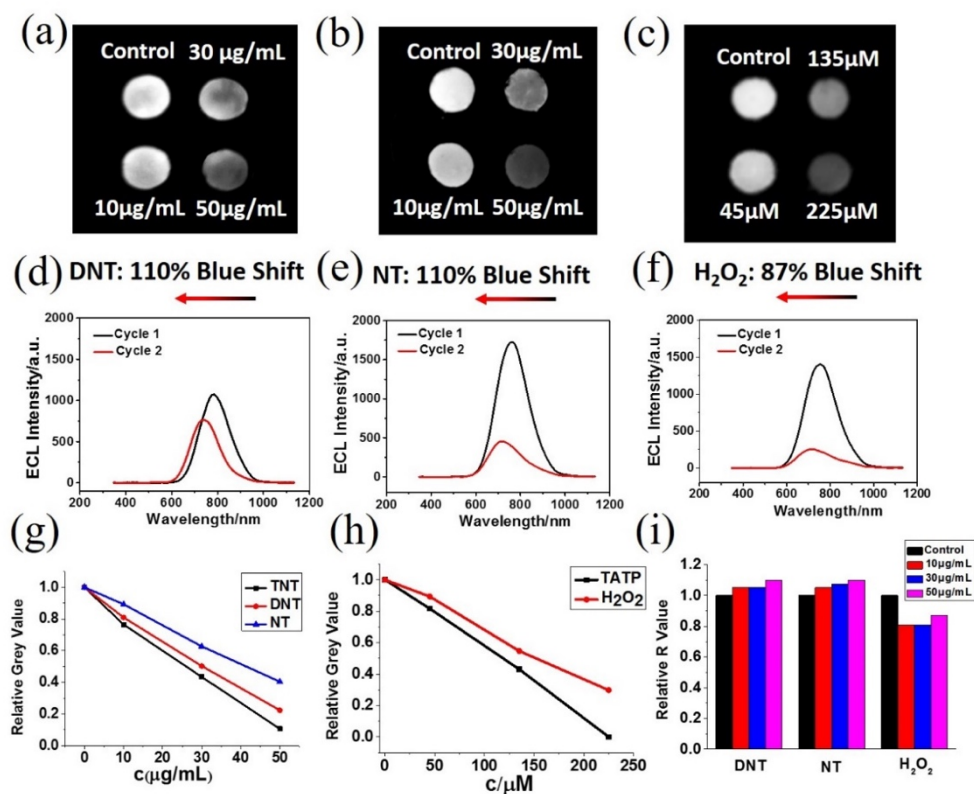 (a)
Control 30 µg/mL
10µg/mL 50µg/mL
(b)
Control 30µg/mL
10µg/mL 50µg/mL
(c)
Control 135µM
45µM 225µM
(d) DNT: 110% Blue Shift
2000
1500
1000
500
0
ECL Intensity/a.u.
Cycle 1
Cycle 2
200 400 600 800 1000 1200
Wavelength/nm
(e) NT: 110% Blue Shift
2000
1500
1000
500
0
ECL Intensity/a.u.
Cycle 1
Cycle 2
200 400 600 800 1000 1200
Wavelength/nm
(f) H₂O₂: 87% Blue Shift
2000
1500
1000
500
0
ECL Intensity/a.u.
Cycle 1
Cycle 2
200 400 600 800 1000 1200
Wavelength/nm
(g)
1.0
0.8
0.6
0.4
0.2
0.0
Relative Grey Value
TNT
DNT
NT
0 10 20 30 40 50
c(µg/mL)
(h)
1.0
0.8
0.6
0.4
0.2
0.0
Relative Grey Value
TATP
H₂O₂
0 50 100 150 200 250
c/µM
(i)
1.2
1.0
0.8
0.6
0.4
0.2
0.0
Relative R Value
Control
10µg/mL
30µg/mL
50µg/mL
DNT NT H₂O₂